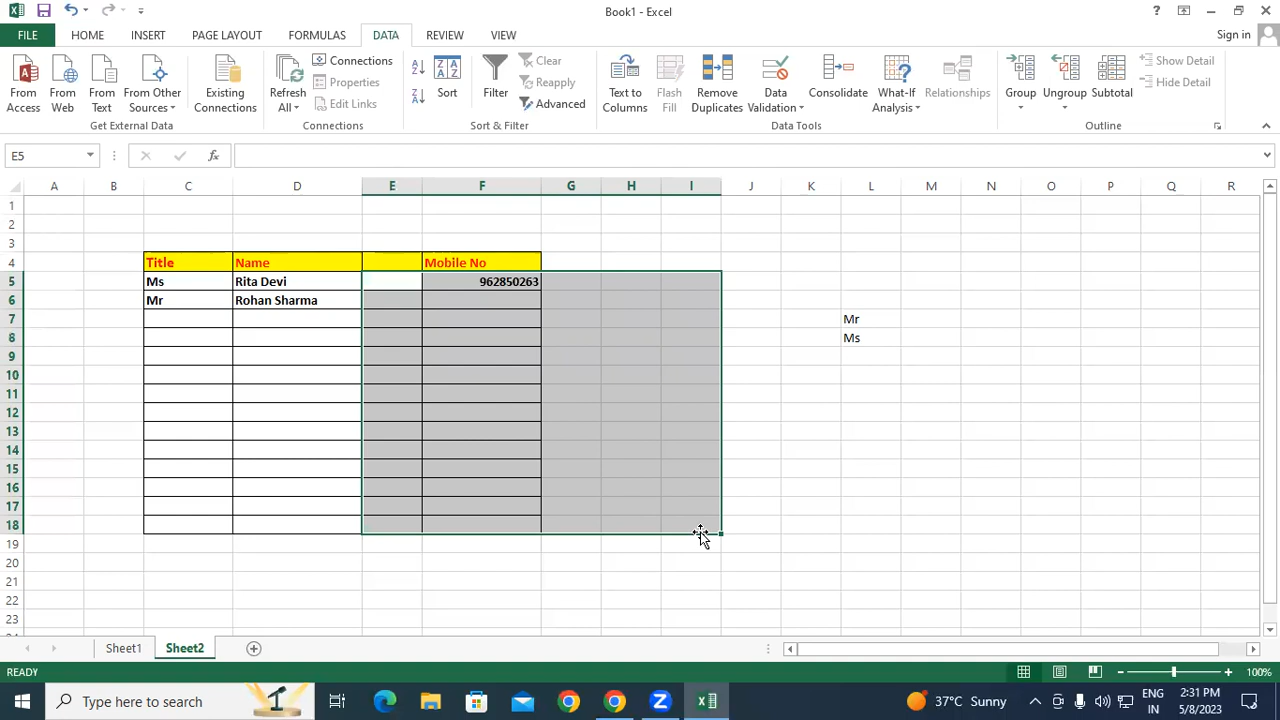 Book1 - Excel
FILE HOME INSERT PAGE LAYOUT FORMULAS DATA REVIEW VIEW Sign in
From Access
From Web
From Text
From Other Sources
Existing Connections
Get External Data
Refresh All
Connections
Properties
Edit Links
Connections
Sort
Filter
Clear
Reapply
Advanced
Sort & Filter
Text to Columns
Flash Fill
Remove Duplicates
Data Validation
Consolidate
What-If Analysis
Relationships
Data Tools
Group
Ungroup
Subtotal
Show Detail
Hide Detail
Outline
E5
A B C D E F G H I J K L M N O P Q R
1
2
3
4 Title Name Mobile No
5 Ms Rita Devi 962850263
6 Mr Rohan Sharma
7 Mr
8 Ms
9
10
11
12
13
14
15
16
17
18
19
20
21
22
23
Sheet1 Sheet2
READY 100%
Type here to search
37°C Sunny
ENG
IN
2:31 PM
5/8/2023